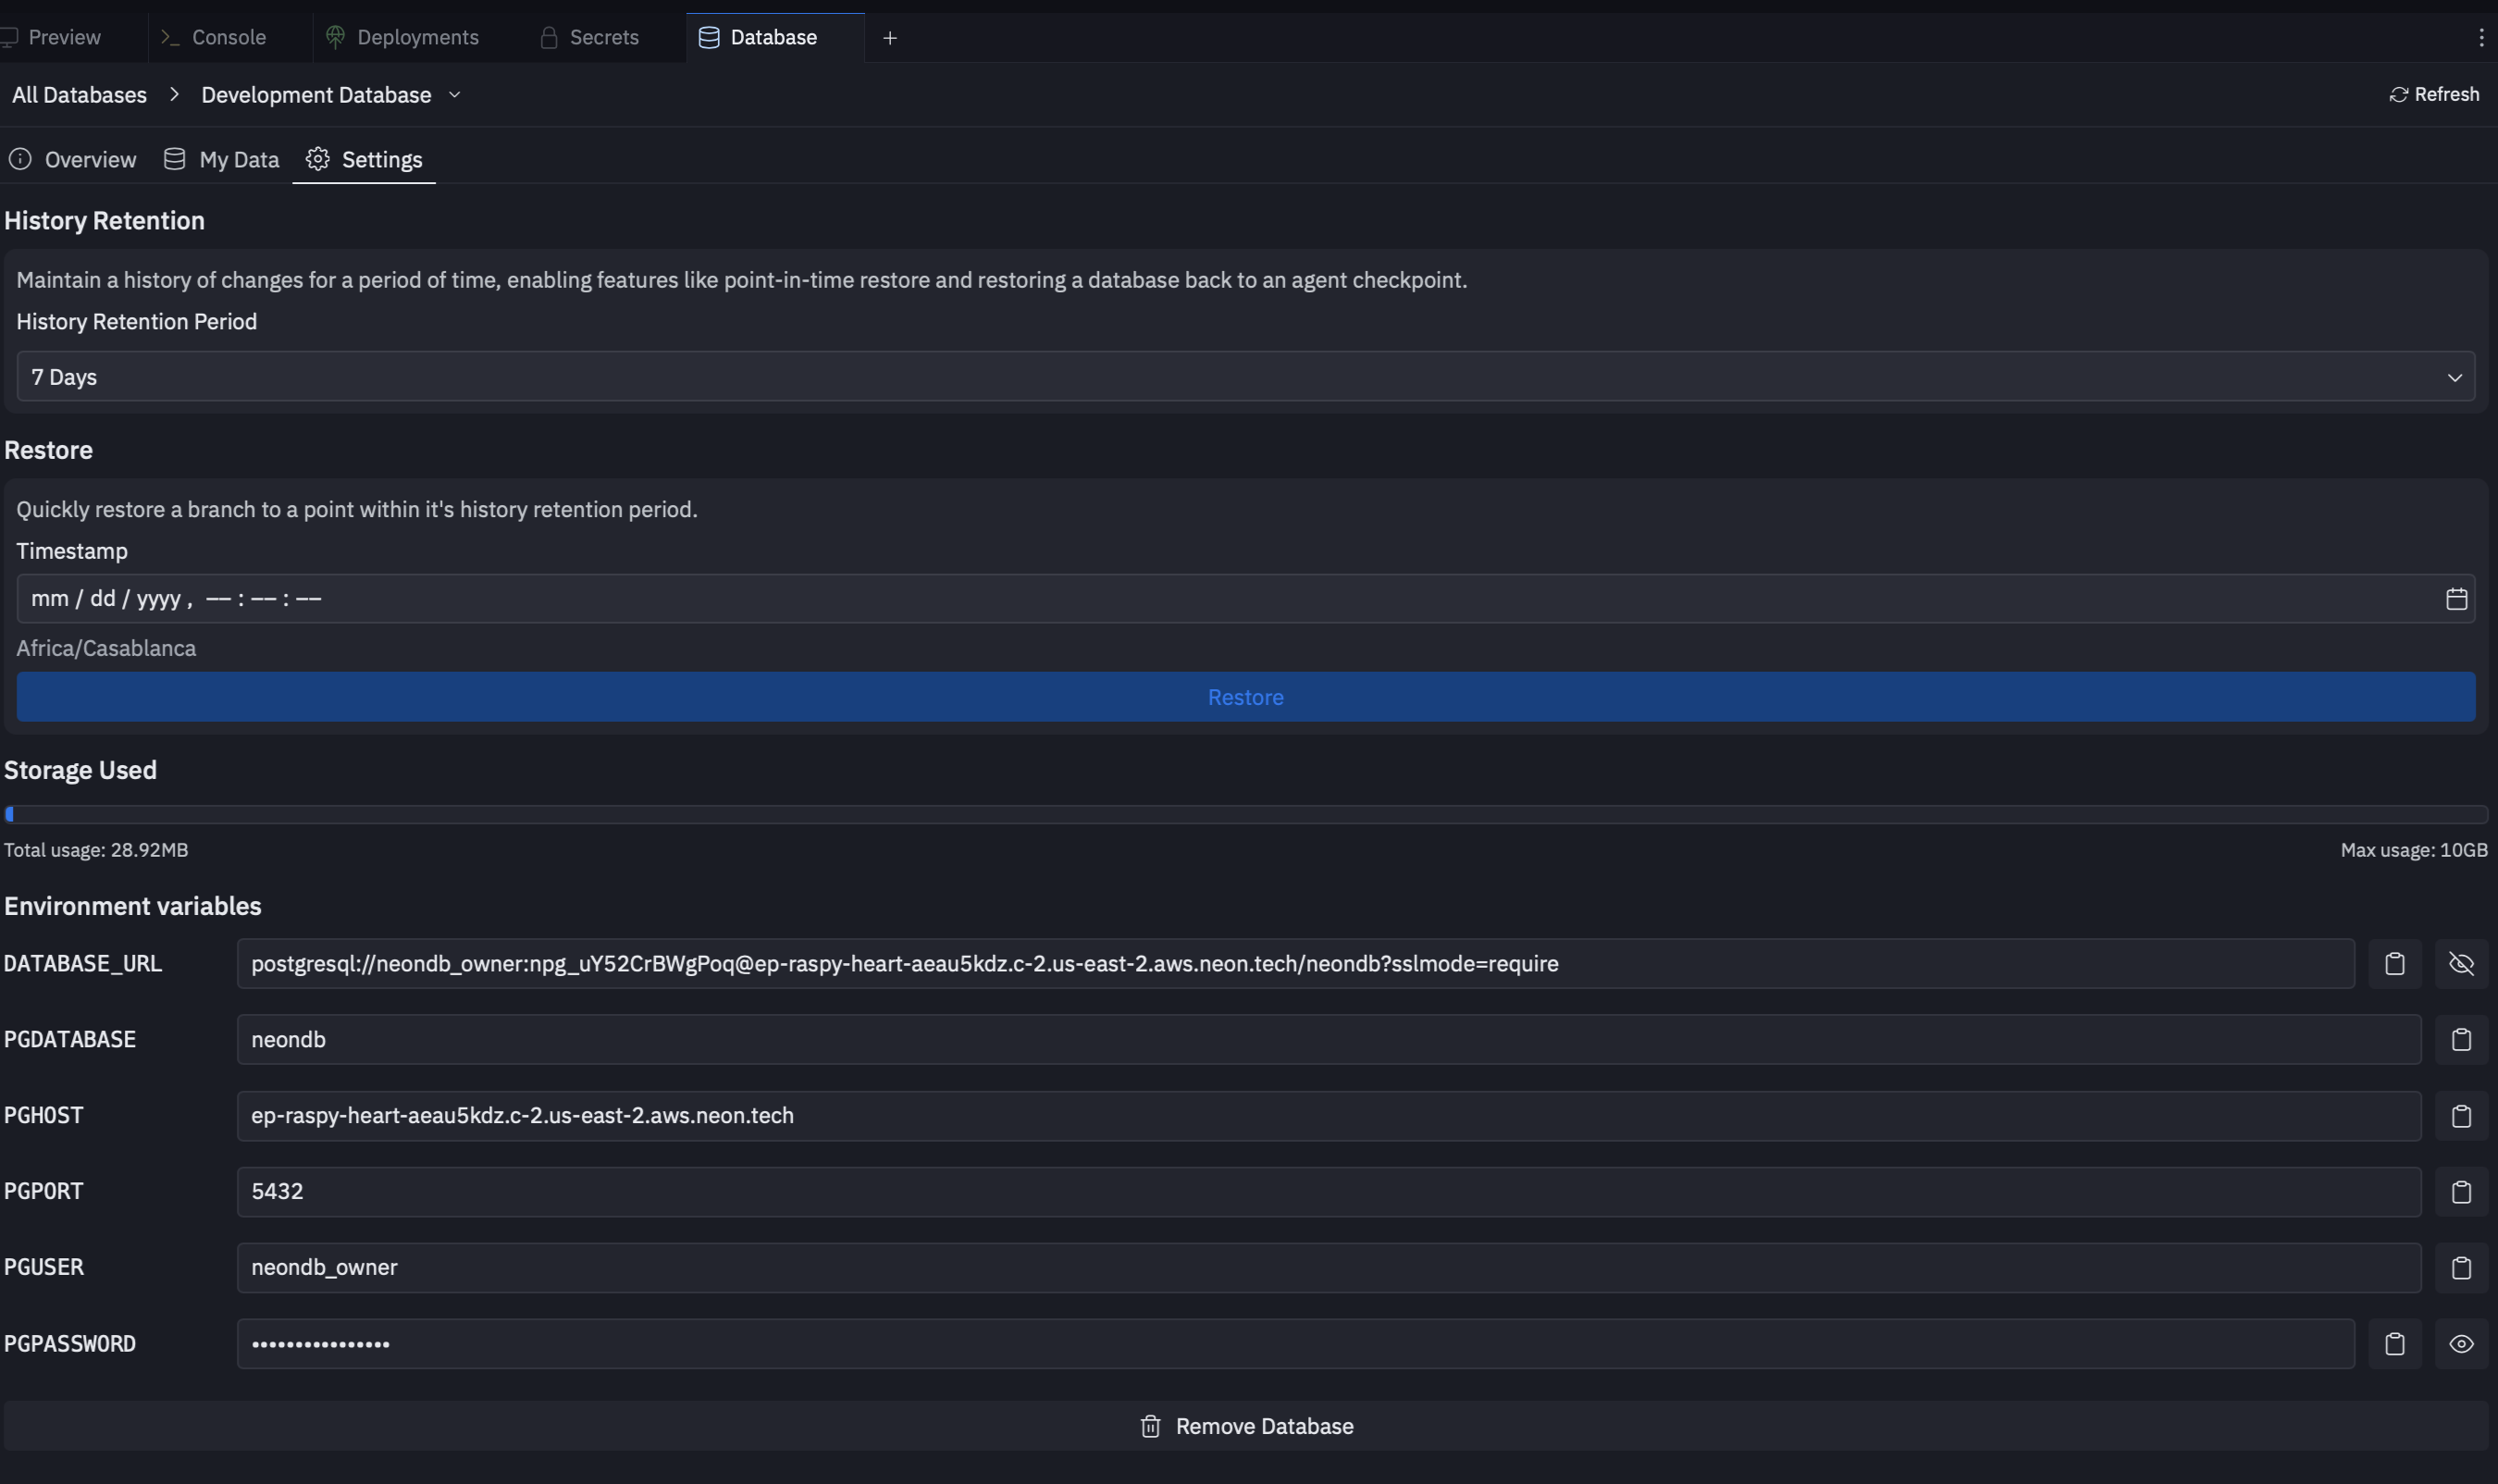 Preview Console Deployments Secrets Database
All Databases Development Database Refresh
Overview My Data Settings
History Retention
Maintain a history of changes for a period of time, enabling features like point-in-time restore and restoring a database back to an agent checkpoint.
History Retention Period
7 Days
Restore
Quickly restore a branch to a point within it's history retention period.
Timestamp
mm / dd / yyyy , -- : -- : --
Africa/Casablanca
Restore
Storage Used
Total usage: 28.92MB Max usage: 10GB
Environment variables
DATABASE_URL postgresql://neondb_owner:npg_uY52CrBWgPoq@ep-raspy-heart-aeau5kdz.c-2.us-east-2.aws.neon.tech/neondb?sslmode=require
PGDATABASE neondb
PGHOST ep-raspy-heart-aeau5kdz.c-2.us-east-2.aws.neon.tech
PGPORT 5432
PGUSER neondb_owner
PGPASSWORD ••••••••••••••••
Remove Database